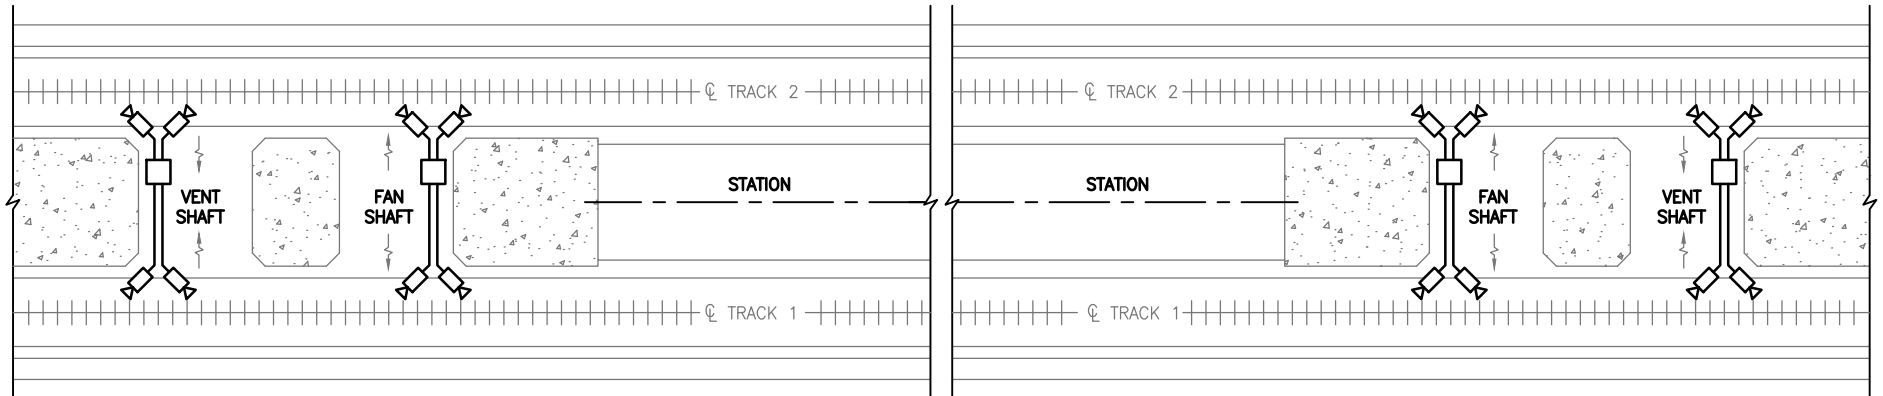 ℄ TRACK 2
℄ TRACK 2
STATION
STATION
VENT
SHAFT
FAN
SHAFT
FAN
SHAFT
VENT
SHAFT
℄ TRACK 1
℄ TRACK 1